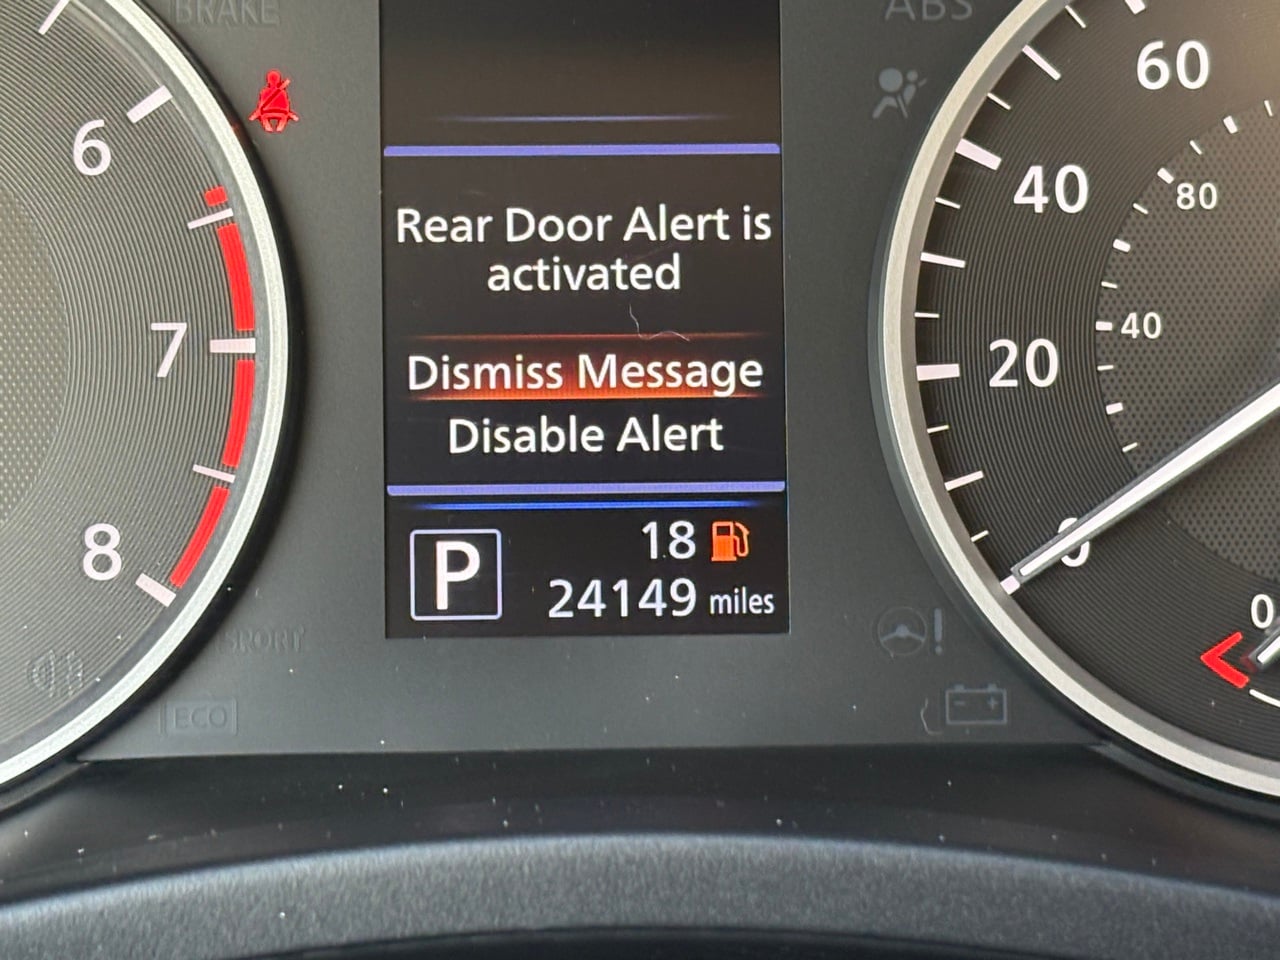 BRAKE
ABS
6
7
8
Rear Door Alert is
activated
Dismiss Message
Disable Alert
P
18
24149 miles
60
40
20
0
80
40
0
SPORT
ECO